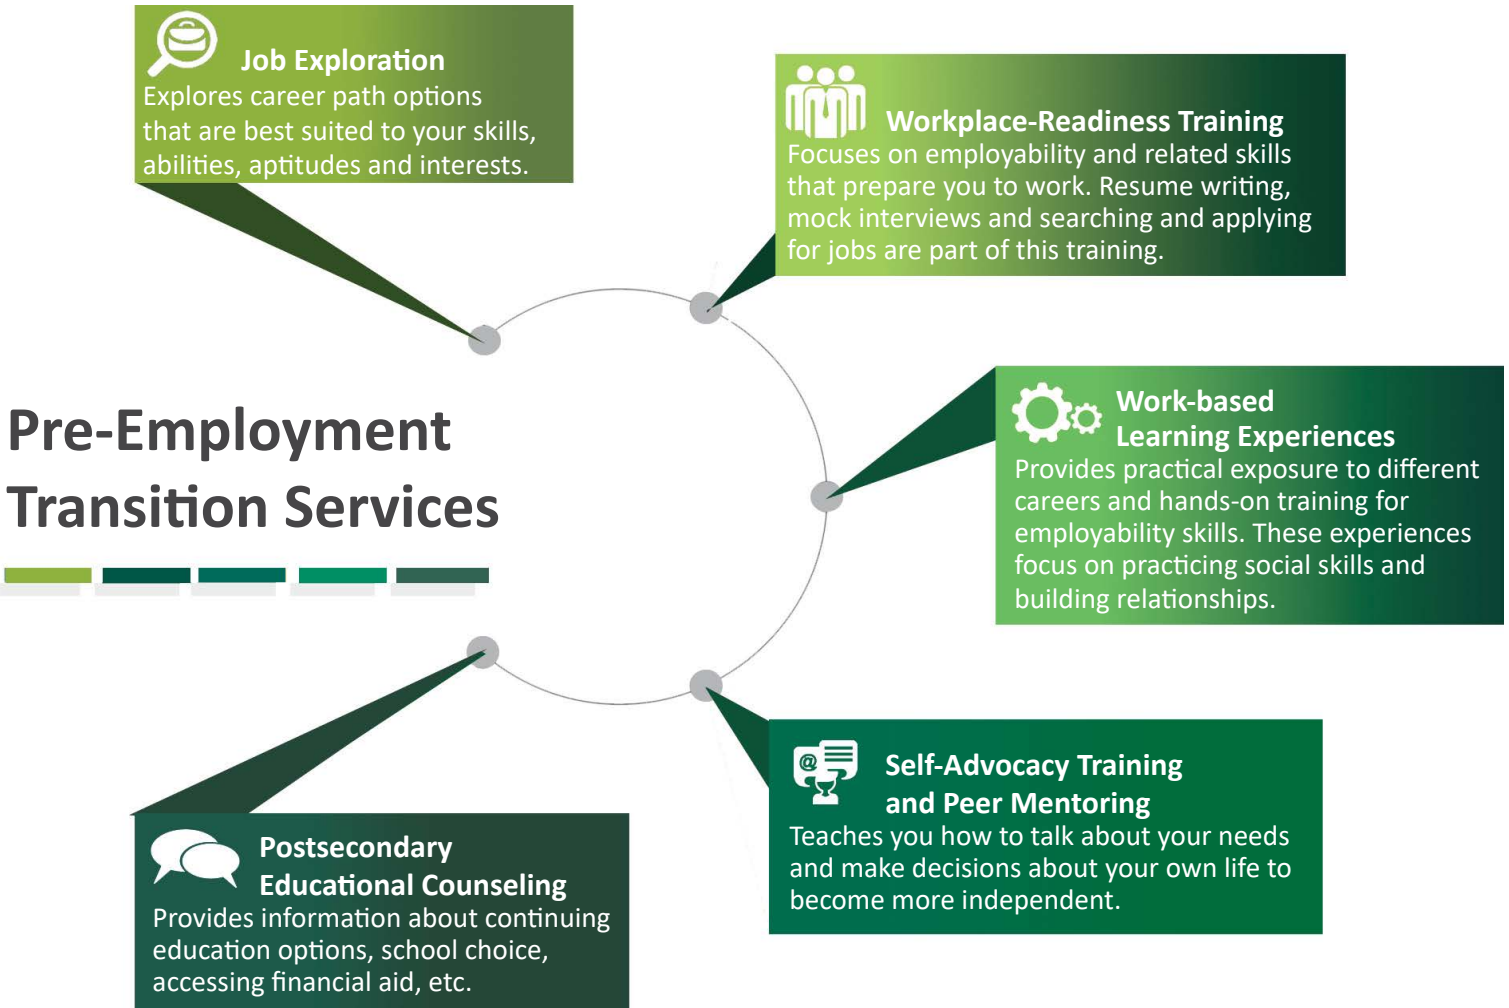 Job Exploration
Explores career path options
that are best suited to your skills,
abilities, aptitudes and interests.
Workplace-Readiness Training
Focuses on employability and related skills
that prepare you to work. Resume writing,
mock interviews and searching and applying
for jobs are part of this training.
Pre-Employment
Transition Services
Work-based
Learning Experiences
Provides practical exposure to different
careers and hands-on training for
employability skills. These experiences
focus on practicing social skills and
building relationships.
@
Self-Advocacy Training
and Peer Mentoring
Teaches you how to talk about your needs
and make decisions about your own life to
become more independent.
Postsecondary
Educational Counseling
Provides information about continuing
education options, school choice,
accessing financial aid, etc.